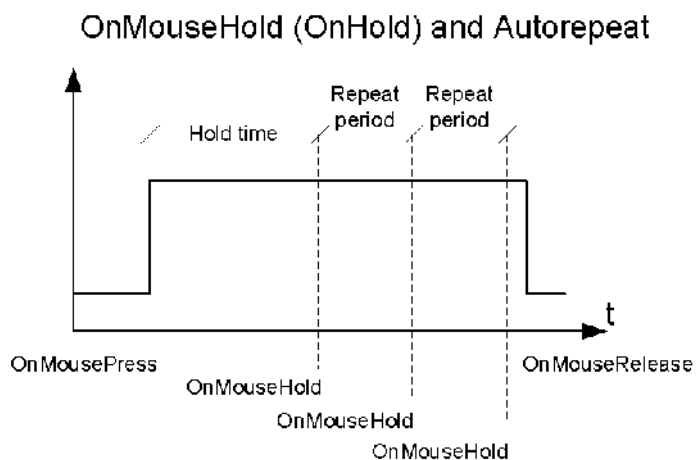 OnMouseHold (OnHold) and Autorepeat
Repeat period
Repeat period
Hold time
t
OnMousePress
OnMouseRelease
OnMouseHold
OnMouseHold
OnMouseHold